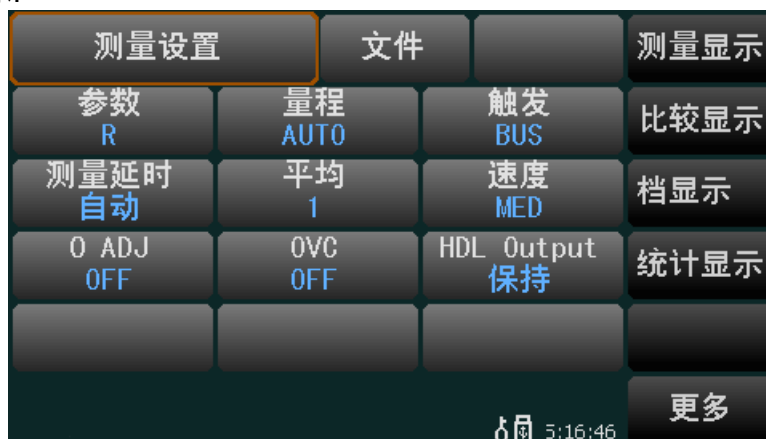 测量设置
文件
测量显示
参数
R
量程
AUTO
触发
BUS
比较显示
测量延时
自动
平均
1
速度
MED
档显示
O ADJ
OFF
OVC
OFF
HDL Output
保持
统计显示
更多
5:16:46